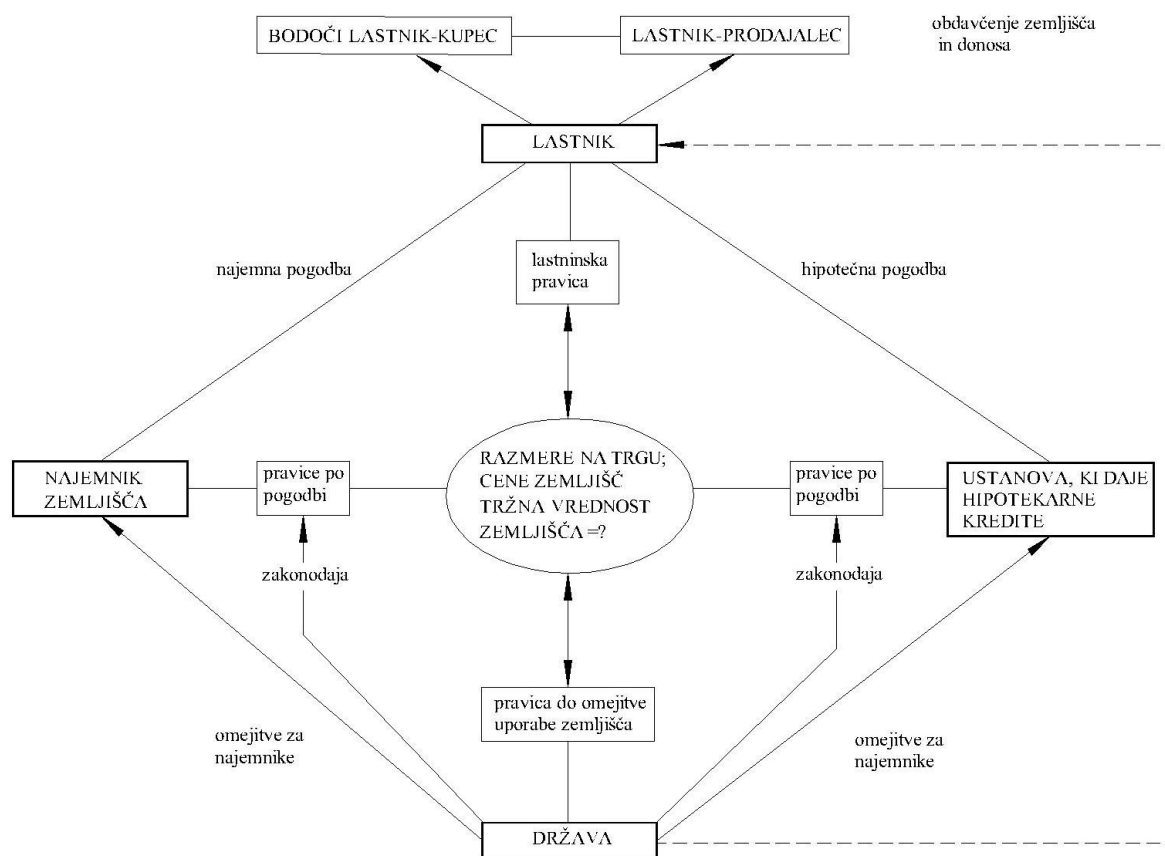 BODOČI LASTNIK-KUPEC
LASTNIK-PRODAJALEC
obdavčenje zemljišča
in donosa
LASTNIK
najemna pogodba
lastninska
pravica
hipotečna pogodba
NAJEMNIK
ZEMLJIŠČA
pravice po
pogodbi
RAZMERE NA TRGU;
CENE ZEMLJIŠČ
TRŽNA VREDNOST
ZEMLJIŠČA =?
pravice po
pogodbi
USTANOVA, KI DAJE
HIPOTEKARNE
KREDITE
zakonodaja
zakonodaja
pravica do omejitve
uporabe zemljišča
omejitve za
najemnike
omejitve za
najemnike
DRŽAVA